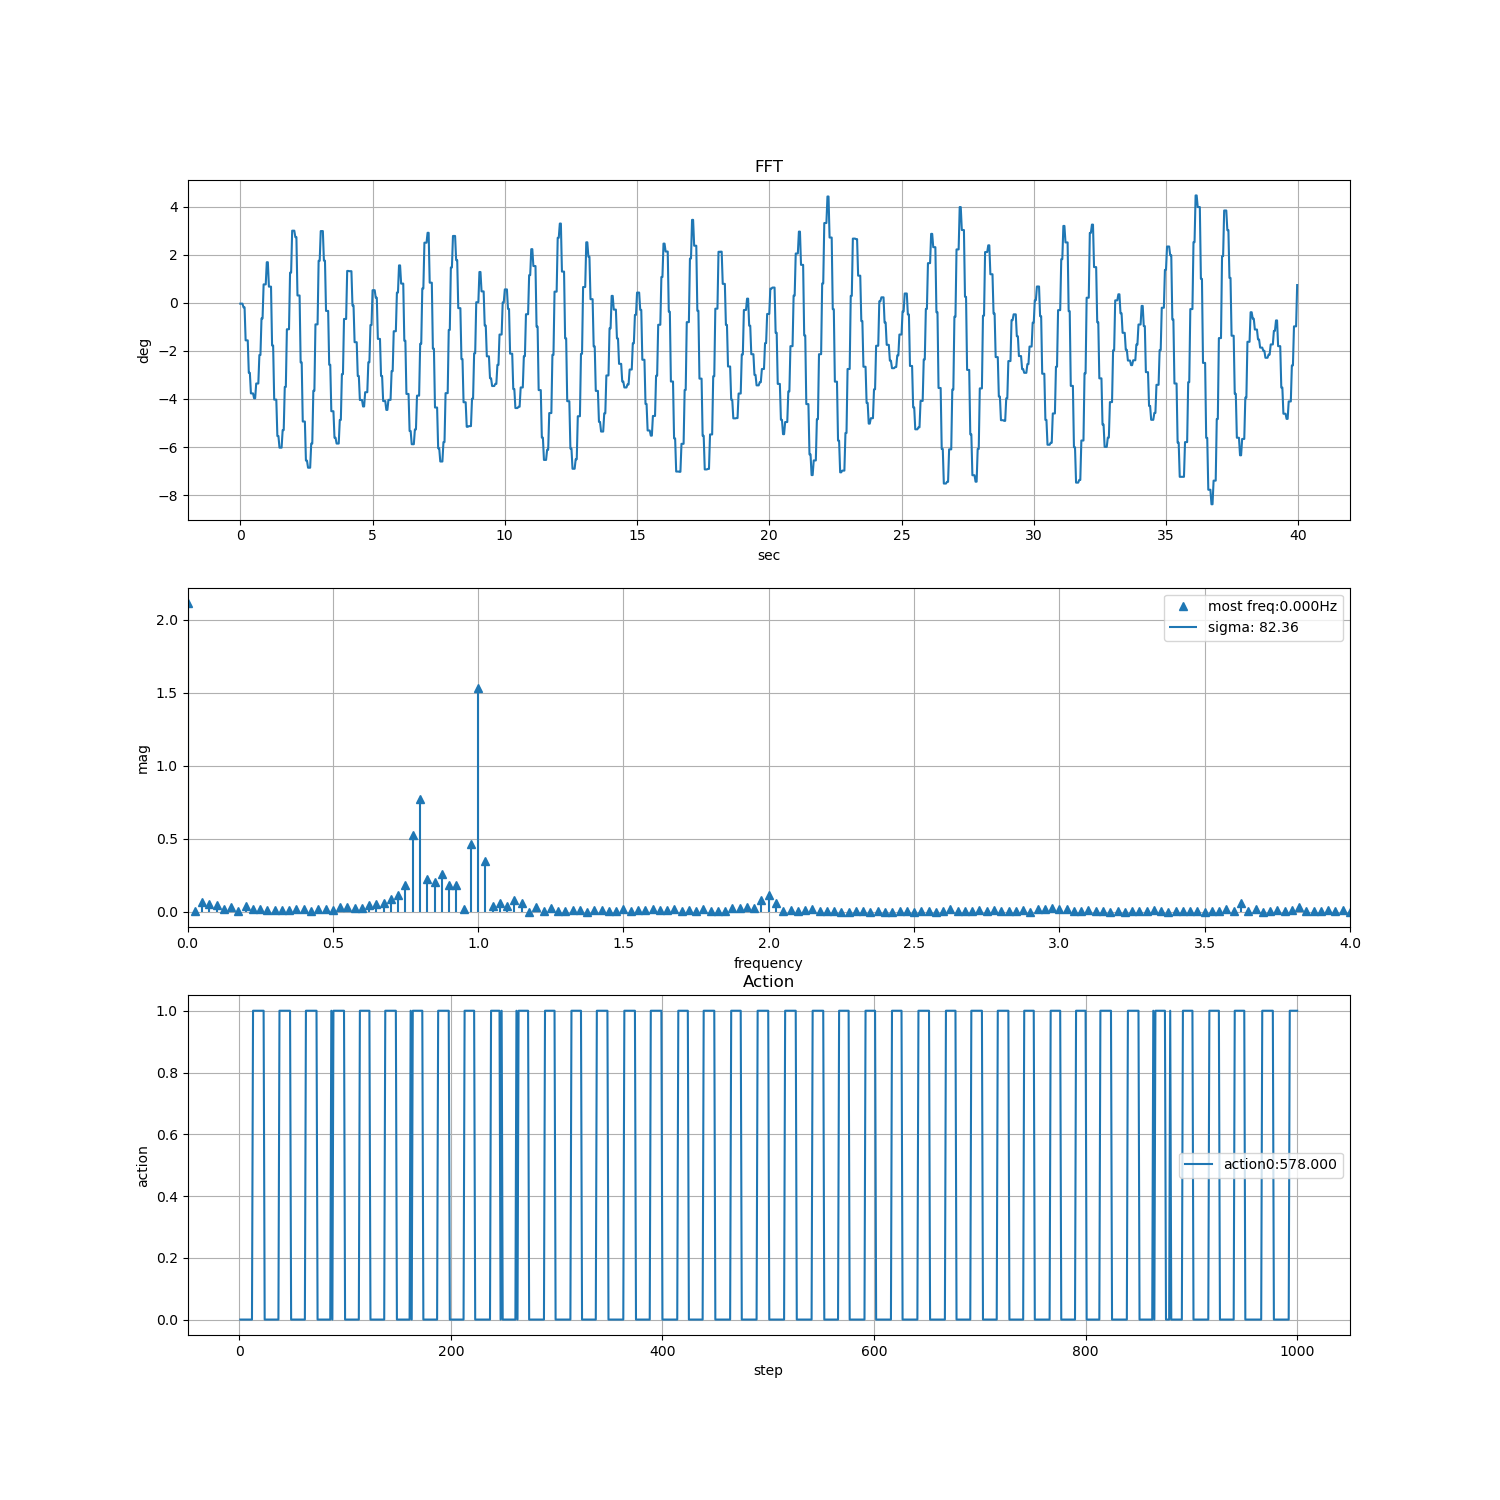 FFT
4
2
0
−2
−4
−6
−8
deg
0 5 10 15 20 25 30 35 40
sec
most freq:0.000Hz
sigma: 82.36
2.0
1.5
1.0
0.5
0.0
mag
0.0 0.5 1.0 1.5 2.0 2.5 3.0 3.5 4.0
frequency
Action
1.0
0.8
0.6
0.4
0.2
0.0
action
action0:578.000
0 200 400 600 800 1000
step